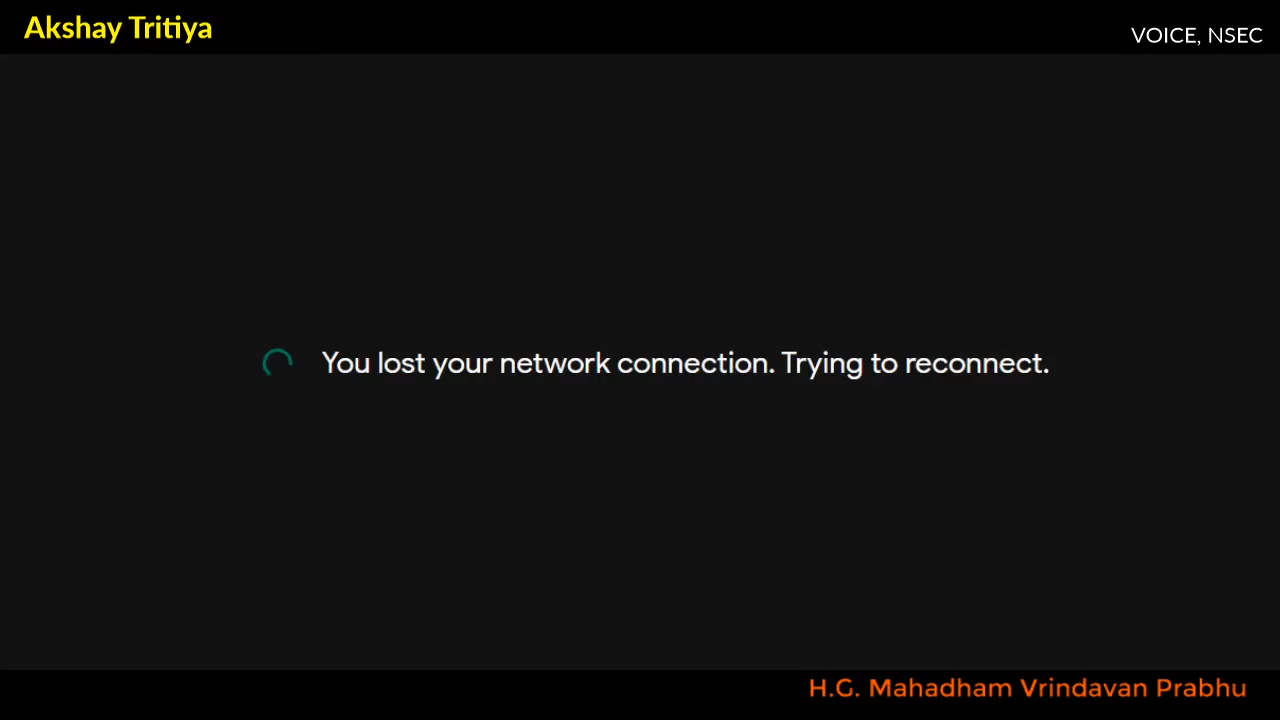 Akshay Tritiya
VOICE, NSEC
You lost your network connection. Trying to reconnect.
H.G. Mahadham Vrindavan Prabhu